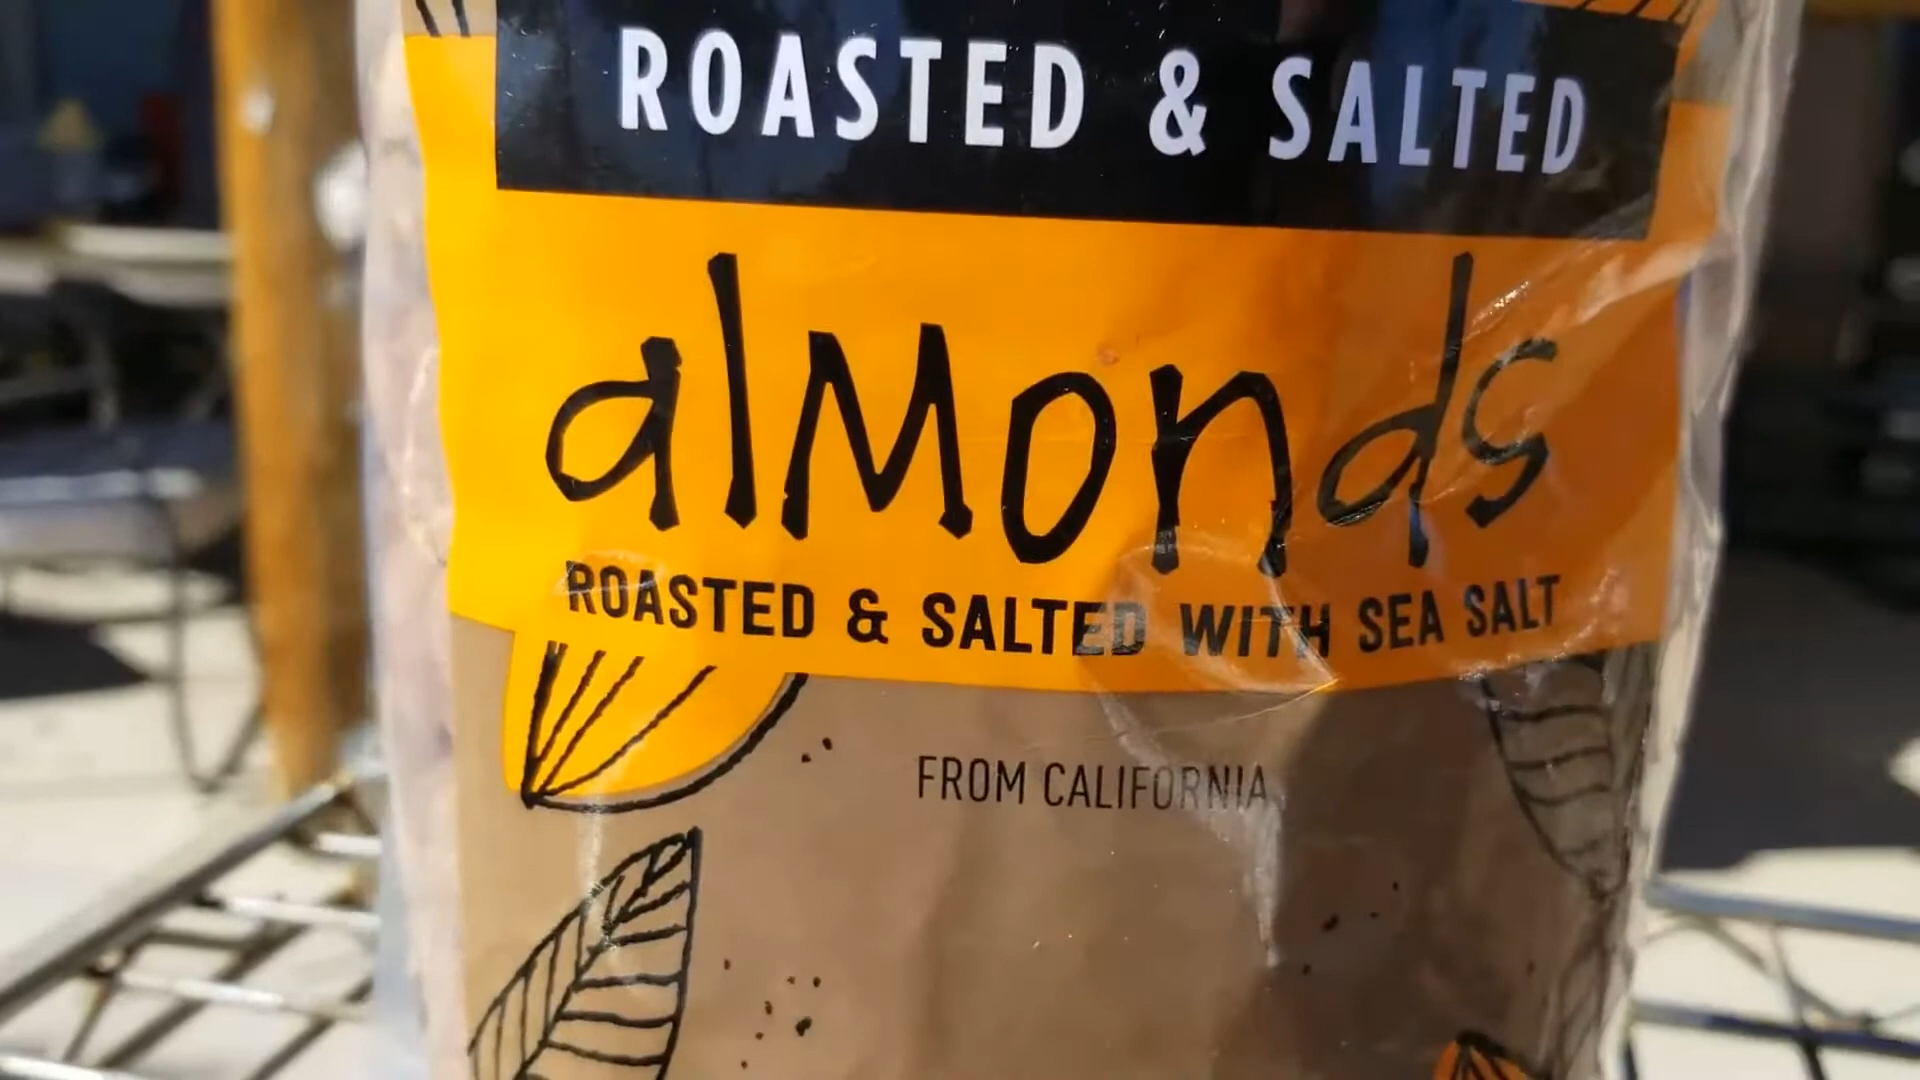 ROASTED & SALTED
alMonds
ROASTED & SALTED WITH SEA SALT
FROM CALIFORNIA